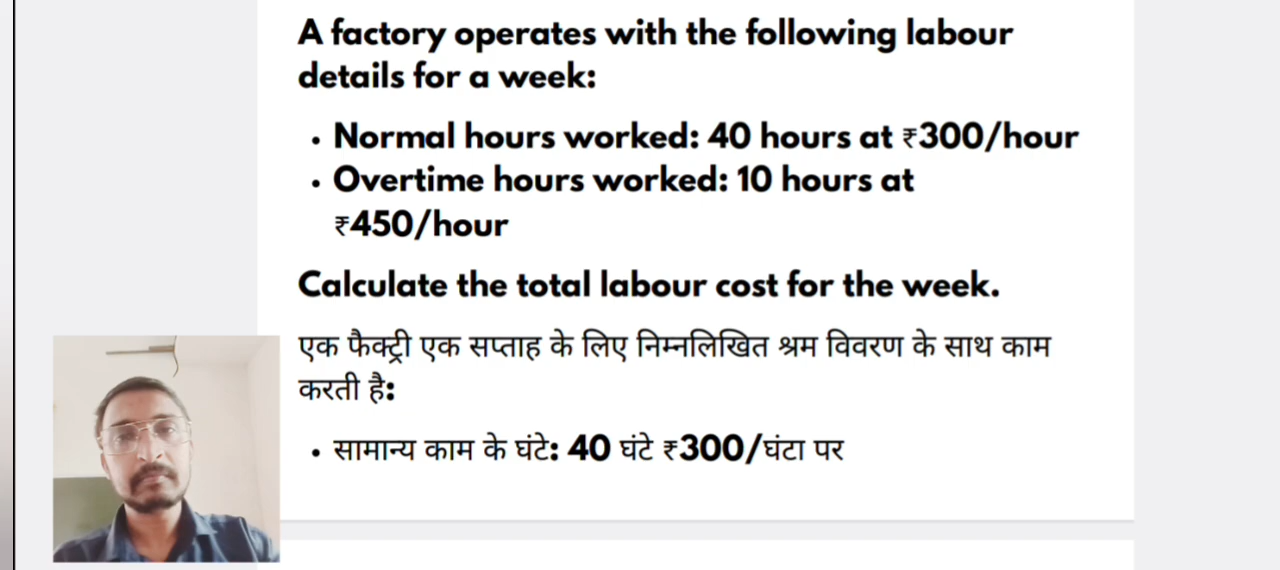 A factory operates with the following labour
details for a week:
• Normal hours worked: 40 hours at ₹300/hour
• Overtime hours worked: 10 hours at
₹450/hour
Calculate the total labour cost for the week.
एक फैक्ट्री एक सप्ताह के लिए निम्नलिखित श्रम विवरण के साथ काम
करती है:
• सामान्य काम के घंटे: 40 घंटे ₹300/घंटा पर